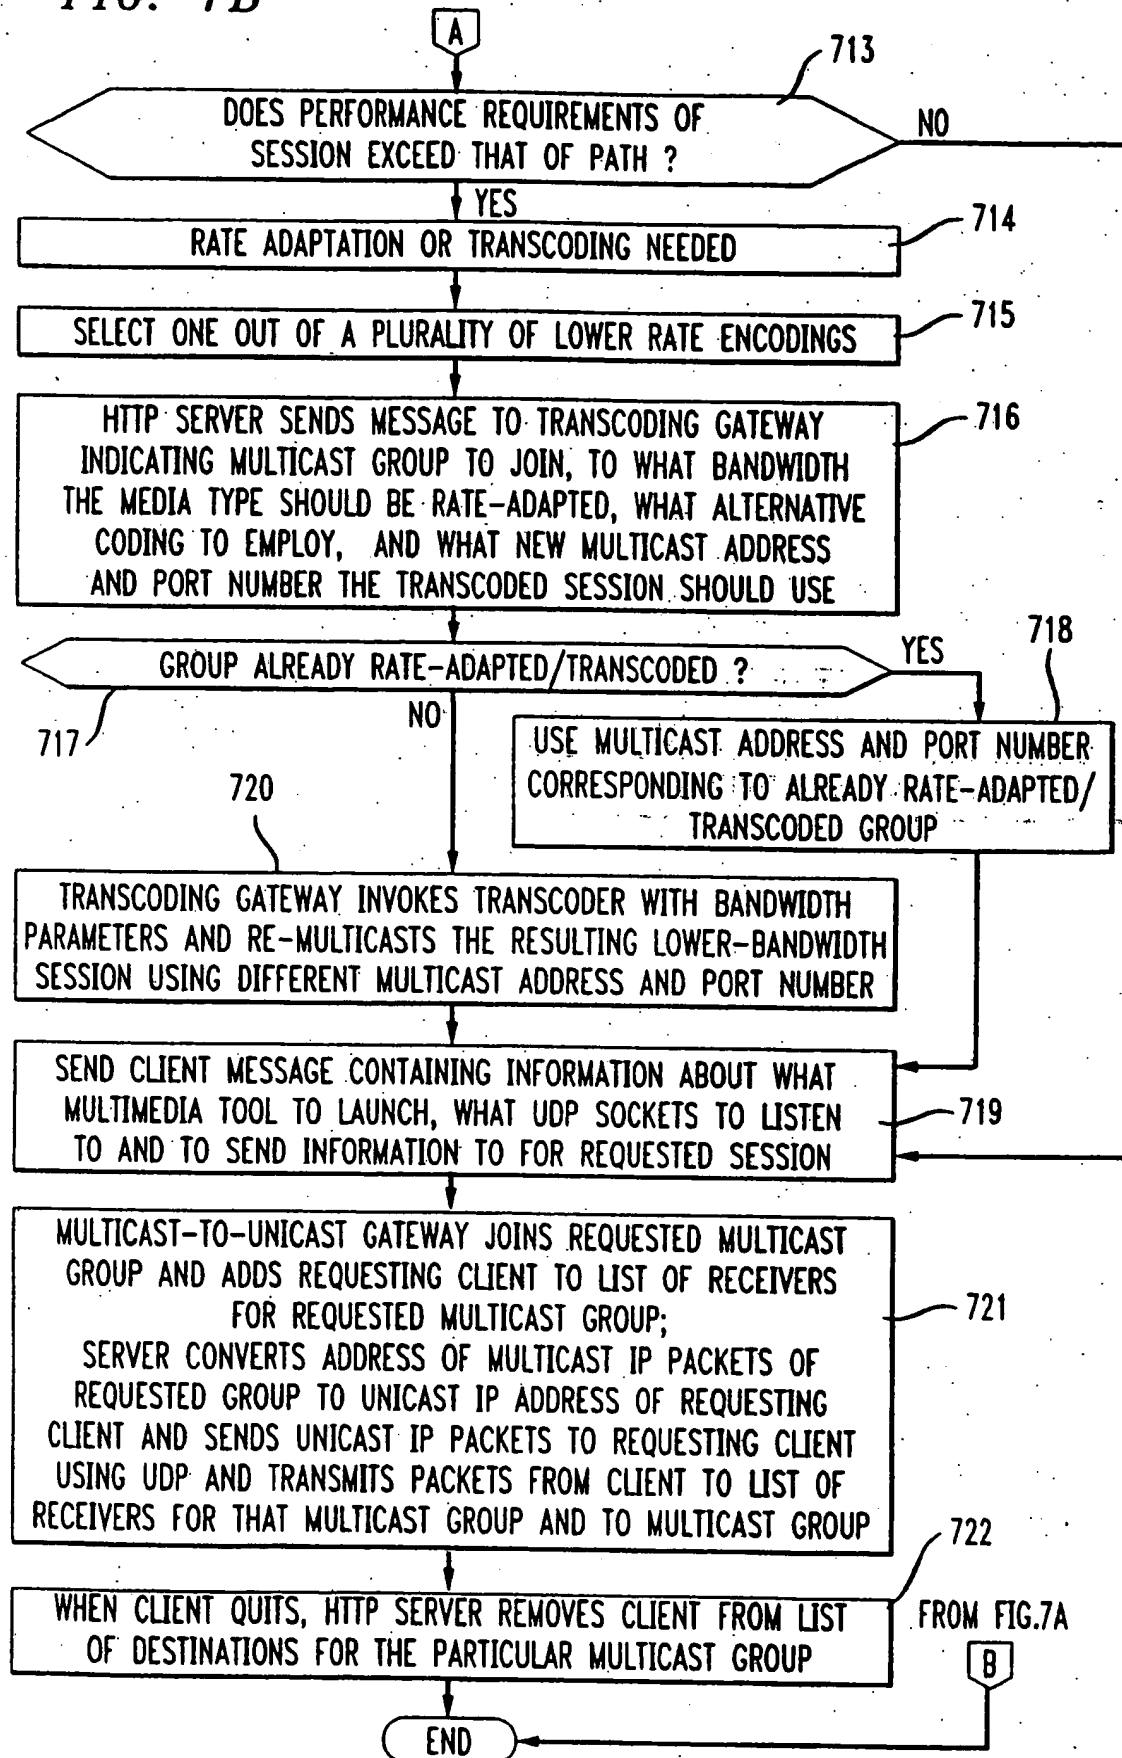 FIG. 7B
A
713
DOES PERFORMANCE REQUIREMENTS OF
SESSION EXCEED THAT OF PATH ?
NO
YES
714
RATE ADAPTATION OR TRANSCODING NEEDED
715
SELECT ONE OUT OF A PLURALITY OF LOWER RATE ENCODINGS
716
HTTP SERVER SENDS MESSAGE TO TRANSCODING GATEWAY
INDICATING MULTICAST GROUP TO JOIN, TO WHAT BANDWIDTH
THE MEDIA TYPE SHOULD BE RATE-ADAPTED, WHAT ALTERNATIVE
CODING TO EMPLOY, AND WHAT NEW MULTICAST ADDRESS
AND PORT NUMBER THE TRANSCODED SESSION SHOULD USE
GROUP ALREADY RATE-ADAPTED/TRANSCODED ?
YES
718
717
NO
USE MULTICAST ADDRESS AND PORT NUMBER
CORRESPONDING TO ALREADY RATE-ADAPTED/
TRANSCODED GROUP
720
TRANSCODING GATEWAY INVOKES TRANSCODER WITH BANDWIDTH
PARAMETERS AND RE-MULTICASTS THE RESULTING LOWER-BANDWIDTH
SESSION USING DIFFERENT MULTICAST ADDRESS AND PORT NUMBER
SEND CLIENT MESSAGE CONTAINING INFORMATION ABOUT WHAT
MULTIMEDIA TOOL TO LAUNCH, WHAT UDP SOCKETS TO LISTEN
TO AND TO SEND INFORMATION TO FOR REQUESTED SESSION
719
MULTICAST-TO-UNICAST GATEWAY JOINS REQUESTED MULTICAST
GROUP AND ADDS REQUESTING CLIENT TO LIST OF RECEIVERS
FOR REQUESTED MULTICAST GROUP;
SERVER CONVERTS ADDRESS OF MULTICAST IP PACKETS OF
REQUESTED GROUP TO UNICAST IP ADDRESS OF REQUESTING
CLIENT AND SENDS UNICAST IP PACKETS TO REQUESTING CLIENT
USING UDP AND TRANSMITS PACKETS FROM CLIENT TO LIST OF
RECEIVERS FOR THAT MULTICAST GROUP AND TO MULTICAST GROUP
721
722
WHEN CLIENT QUITS, HTTP SERVER REMOVES CLIENT FROM LIST
OF DESTINATIONS FOR THE PARTICULAR MULTICAST GROUP
FROM FIG.7A
B
END